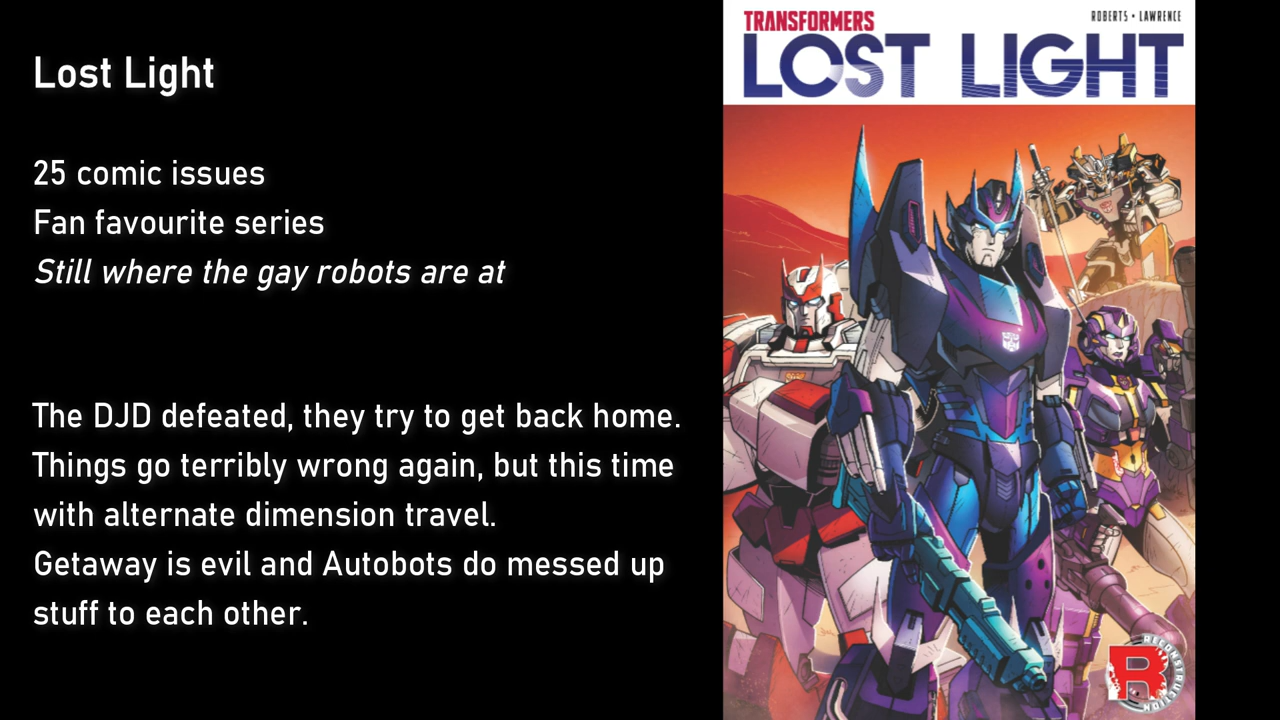 Lost Light
25 comic issues
Fan favourite series
Still where the gay robots are at
The DJD defeated, they try to get back home.
Things go terribly wrong again, but this time
with alternate dimension travel.
Getaway is evil and Autobots do messed up
stuff to each other.
TRANSFORMERS
ROBERTS • LAWRENCE
LOST LIGHT
R
RECONSTRUCTION